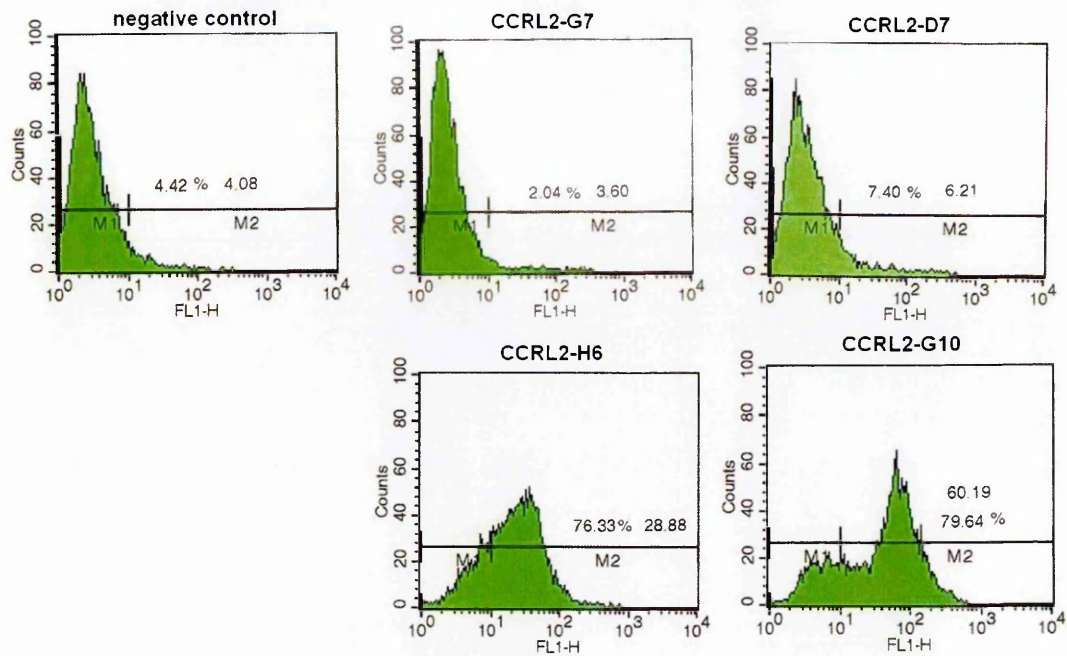 negative control
CCRL2-G7
CCRL2-D7
100
80
60
40
20
0
Counts
4.42 % 4.08
M1 M2
10^0 10^1 10^2 10^3 10^4
FL1-H
100
80
60
40
20
0
Counts
2.04 % 3.60
M1 M2
10^0 10^1 10^2 10^3 10^4
FL1-H
100
80
60
40
20
0
Counts
7.40 % 6.21
M1 M2
10^0 10^1 10^2 10^3 10^4
FL1-H
CCRL2-H6
CCRL2-G10
100
80
60
40
20
0
Counts
76.33% 28.88
M M2
10^0 10^1 10^2 10^3 10^4
FL1-H
100
80
60
40
20
0
Counts
60.19
79.64 %
M1 M2
10^0 10^1 10^2 10^3 10^4
FL1-H